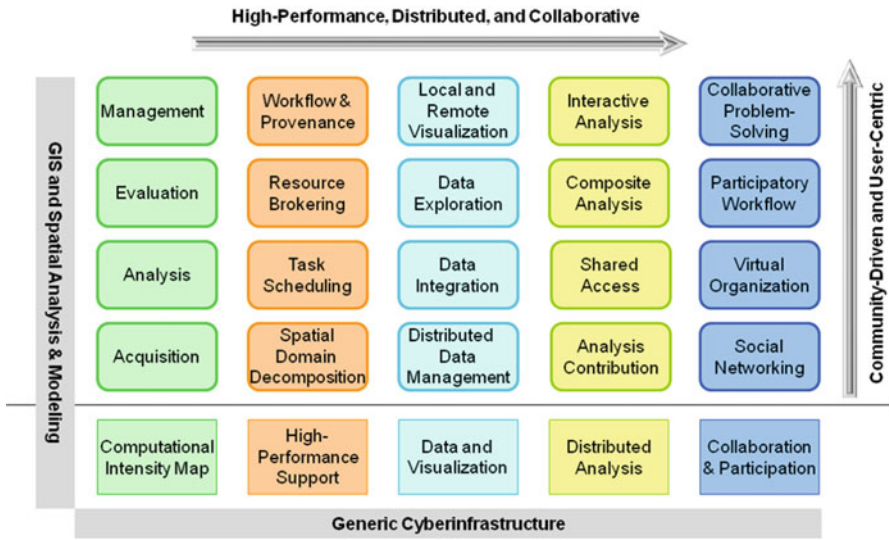 High-Performance, Distributed, and Collaborative
GIS and Spatial Analysis & Modeling
Management
Workflow &
Provenance
Local and
Remote
Visualization
Interactive
Analysis
Collaborative
Problem-
Solving
Evaluation
Resource
Brokering
Data
Exploration
Composite
Analysis
Participatory
Workflow
Analysis
Task
Scheduling
Data
Integration
Shared
Access
Virtual
Organization
Acquisition
Spatial
Domain
Decomposition
Distributed
Data
Management
Analysis
Contribution
Social
Networking
Community-Driven and User-Centric
Computational
Intensity Map
High-
Performance
Support
Data and
Visualization
Distributed
Analysis
Collaboration
& Participation
Generic Cyberinfrastructure